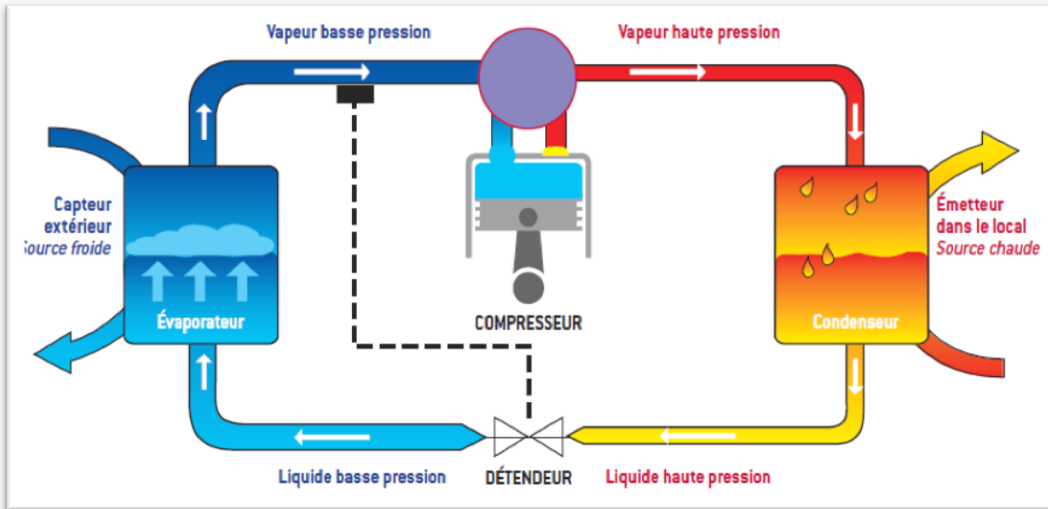 Vapeur basse pression
Vapeur haute pression
Capteur
extérieur
Source froide
Émetteur
dans le local
Source chaude
Évaporateur
COMPRESSEUR
Condenseur
Liquide basse pression
DÉTENDEUR
Liquide haute pression